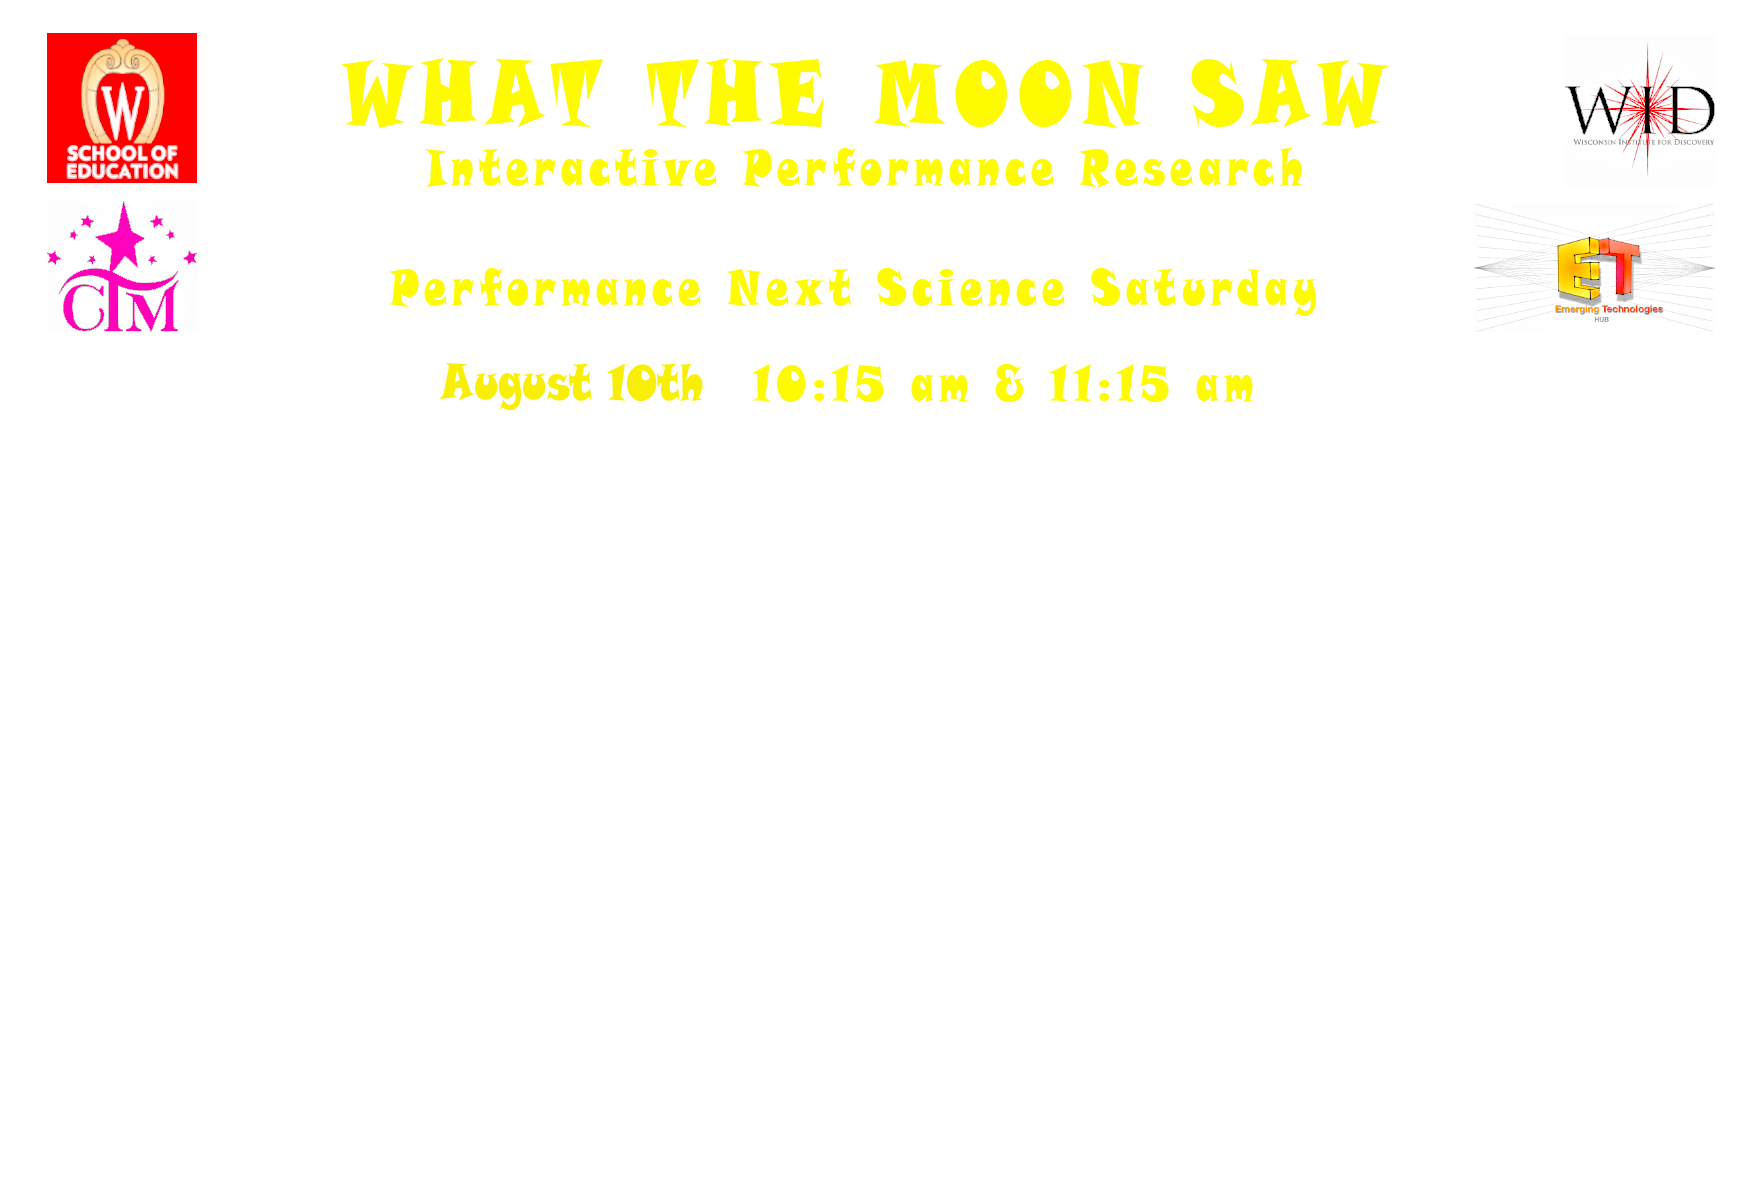 WHAT THE MOON SAW
Interactive Performance Research
Performance Next Science Saturday
August 10th 10:15 am & 11:15 am
W
SCHOOL OF
EDUCATION
CTM
WID
WISCONSIN INSTITUTE FOR DISCOVERY
ET
Emerging Technologies
HUB